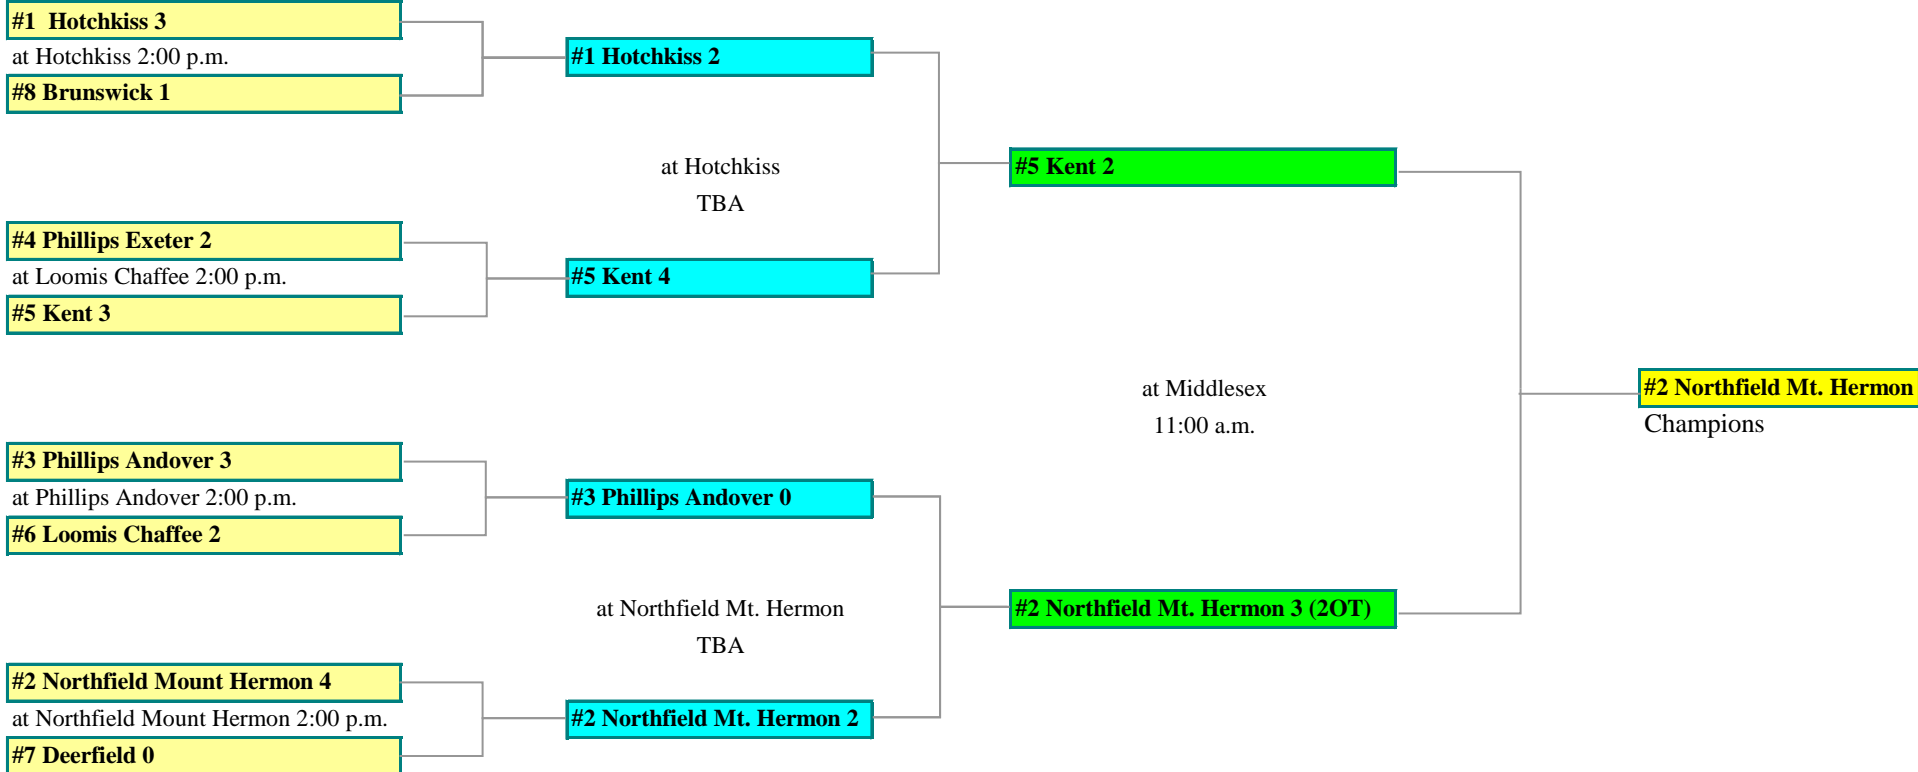 #1  Hotchkiss 3
at Hotchkiss 2:00 p.m.
#8 Brunswick 1
#4 Phillips Exeter 2
at Loomis Chaffee 2:00 p.m.
#5 Kent 3
#3 Phillips Andover 3
at Phillips Andover 2:00 p.m.
#6 Loomis Chaffee 2
#2 Northfield Mount Hermon 4
at Northfield Mount Hermon 2:00 p.m.
#7 Deerfield 0
#1 Hotchkiss 2
at Hotchkiss
TBA
#5 Kent 4
#3 Phillips Andover 0
at Northfield Mt. Hermon
TBA
#2 Northfield Mt. Hermon 2
#5 Kent 2
at Middlesex
11:00 a.m.
#2 Northfield Mt. Hermon 3 (2OT)
#2 Northfield Mt. Hermon
Champions